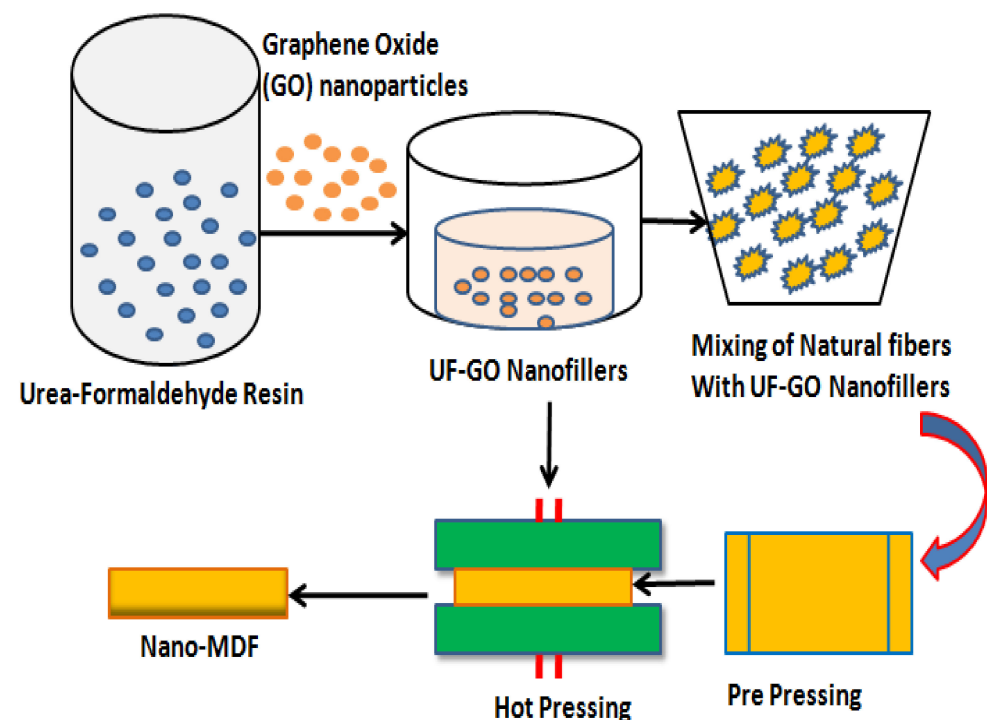 Graphene Oxide
(GO) nanoparticles
Urea-Formaldehyde Resin
UF-GO Nanofillers
Mixing of Natural fibers
With UF-GO Nanofillers
Nano-MDF
Hot Pressing
Pre Pressing